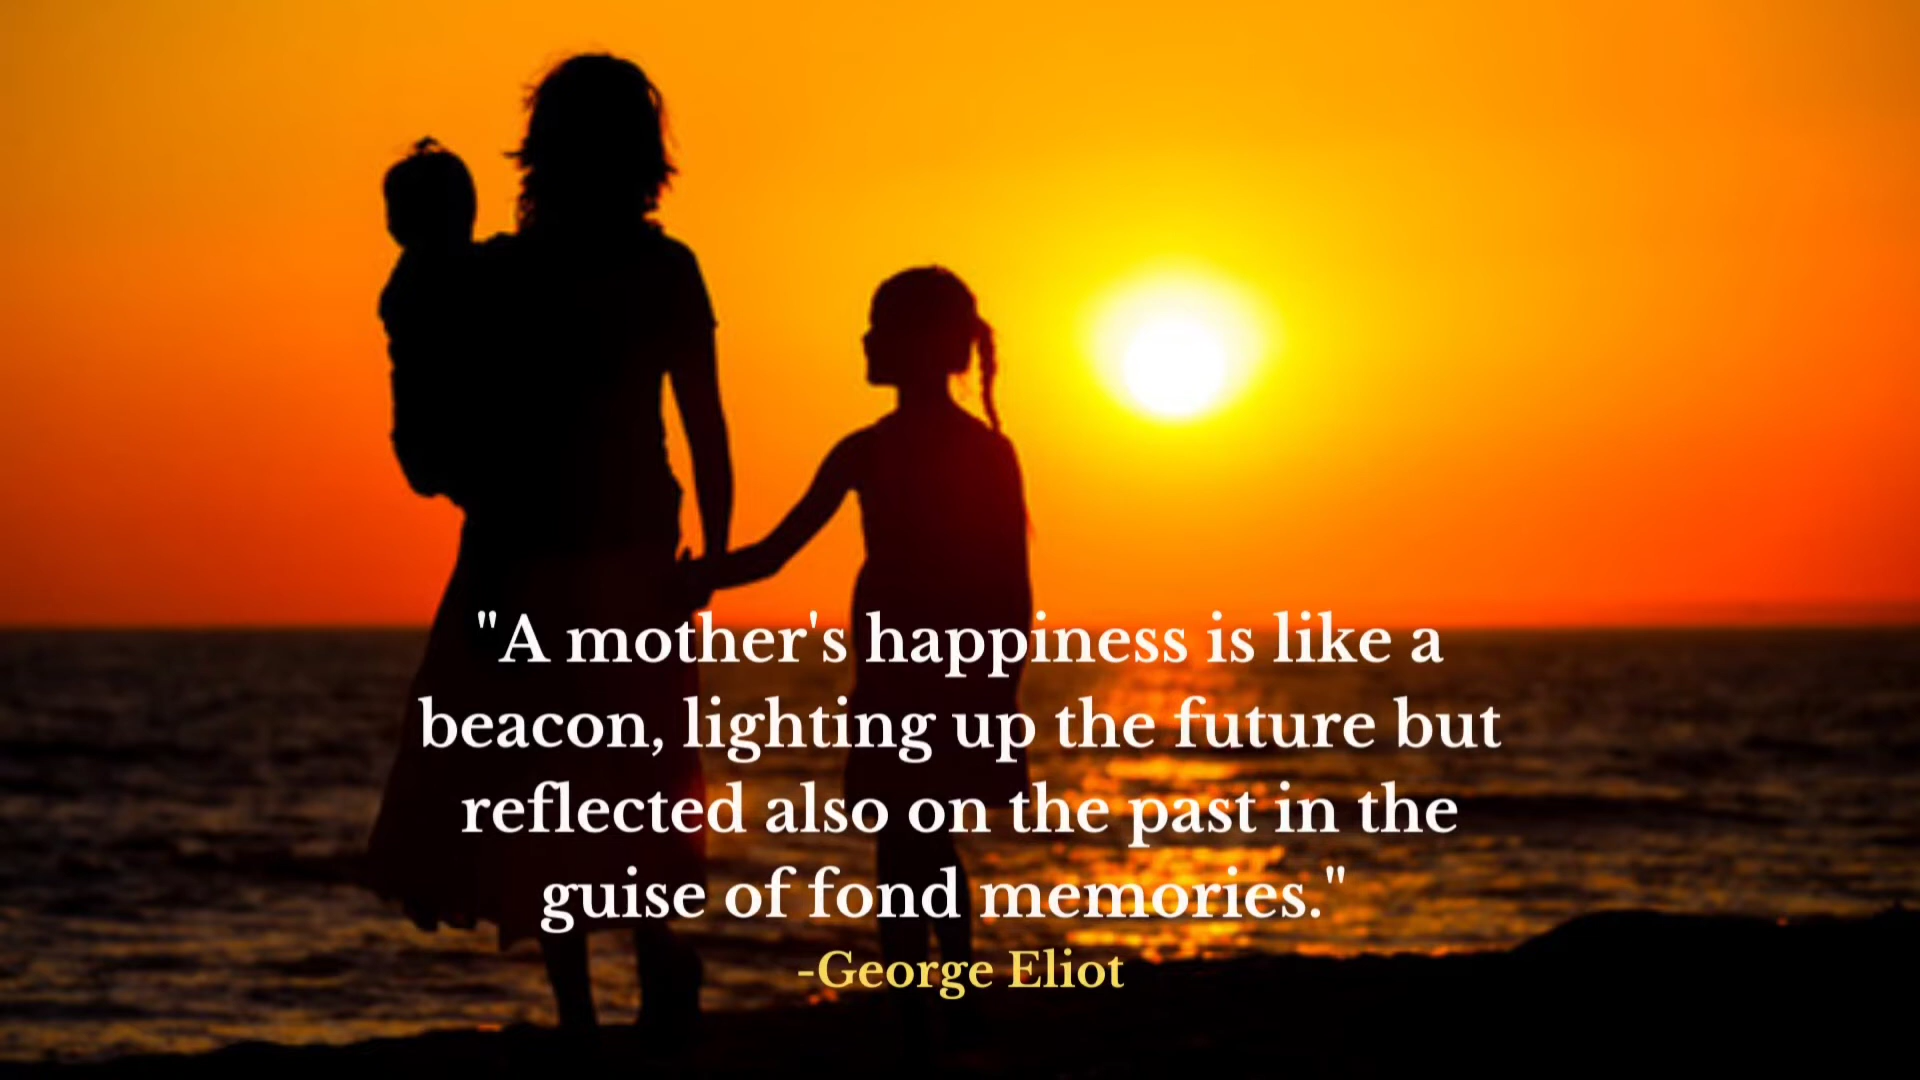 "A mother's happiness is like a
beacon, lighting up the future but
reflected also on the past in the
guise of fond memories."
-George Eliot